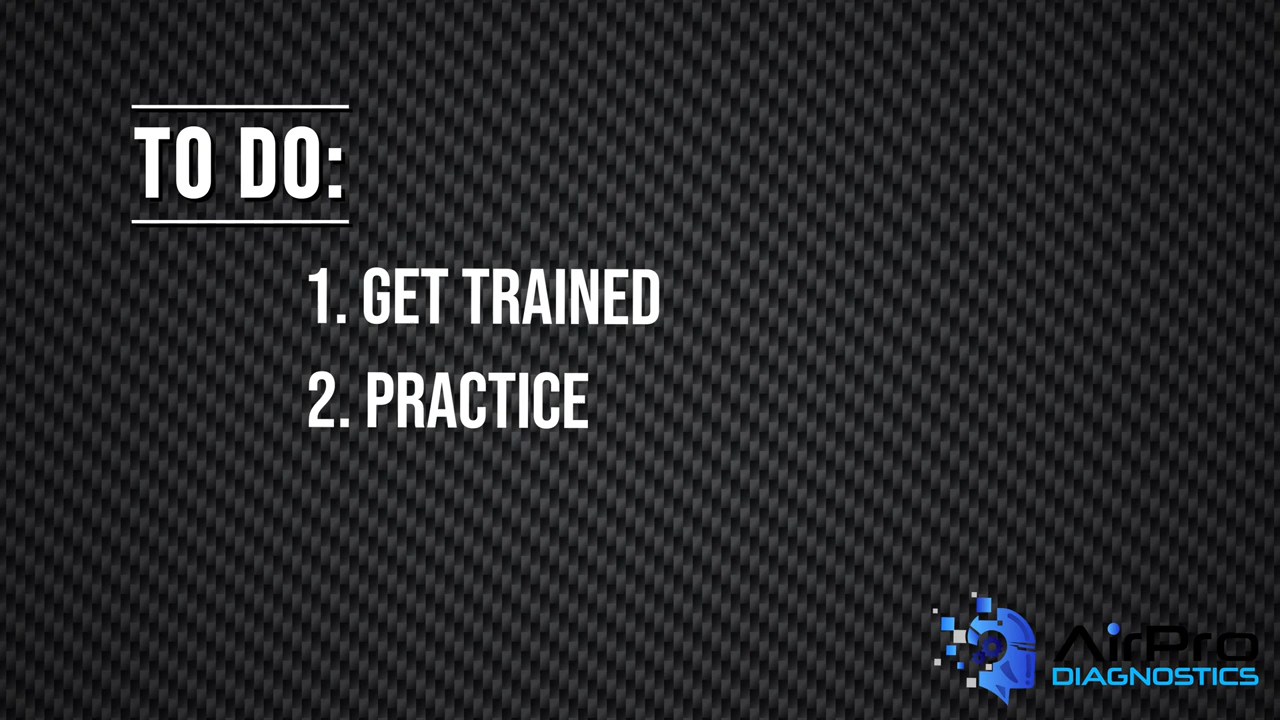 TO DO:
1. GET TRAINED
2. PRACTICE
AirPro
DIAGNOSTICS